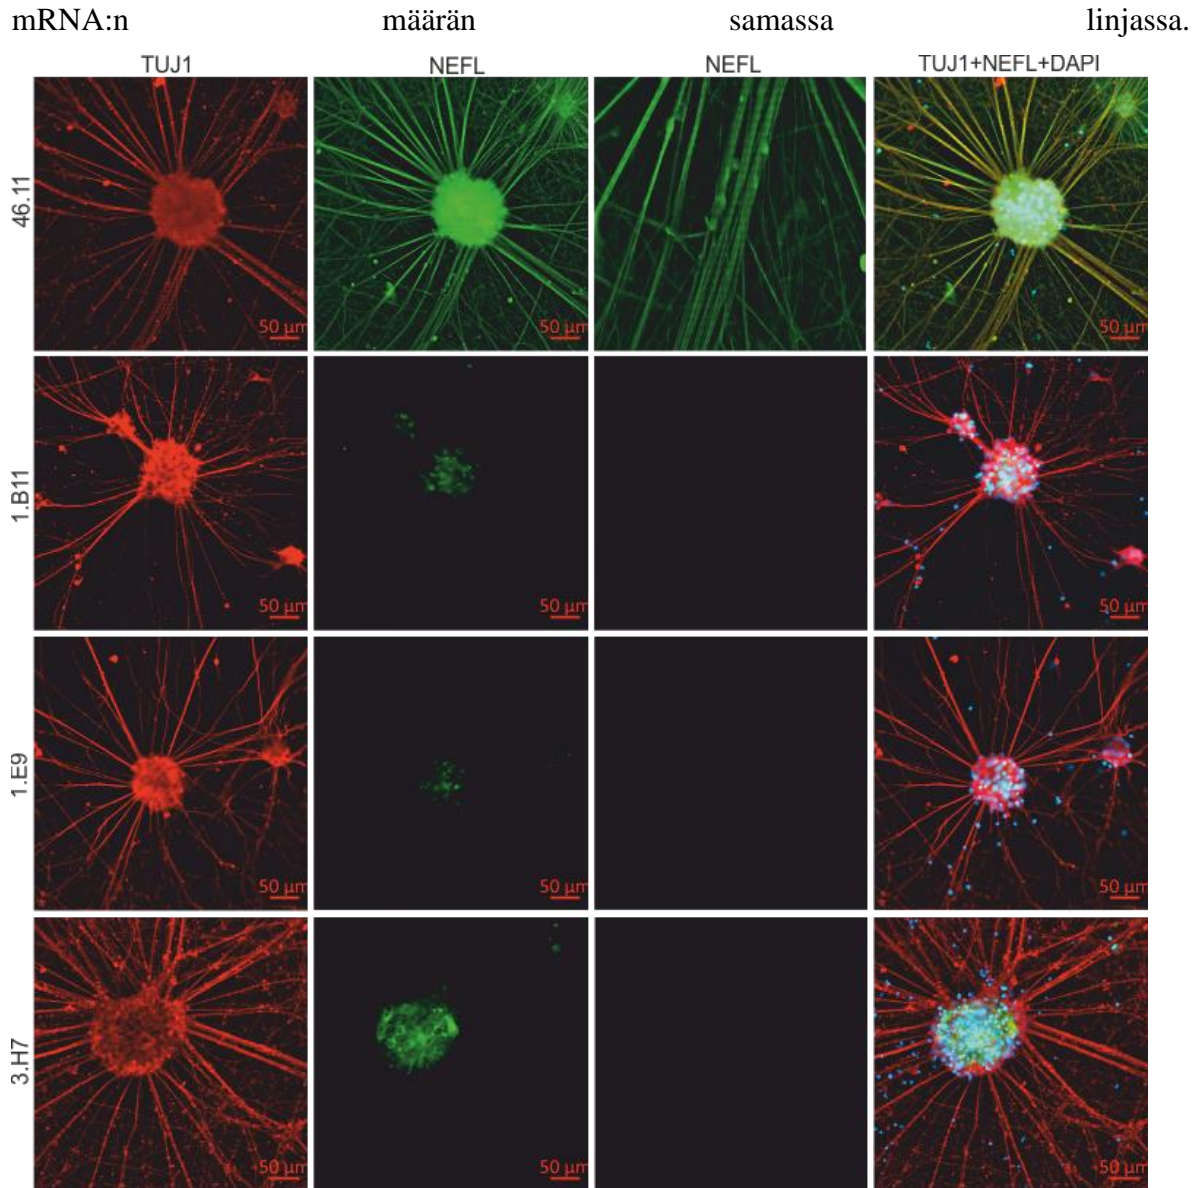 mRNA:n määrän samassa linjassa.
TUJ1 NEFL NEFL TUJ1+NEFL+DAPI
46.11
50 µm 50 µm 50 µm
1.B11
50 µm 50 µm 50 µm
1.E9
50 µm 50 µm 50 µm
3.H7
50 µm 50 µm 50 µm